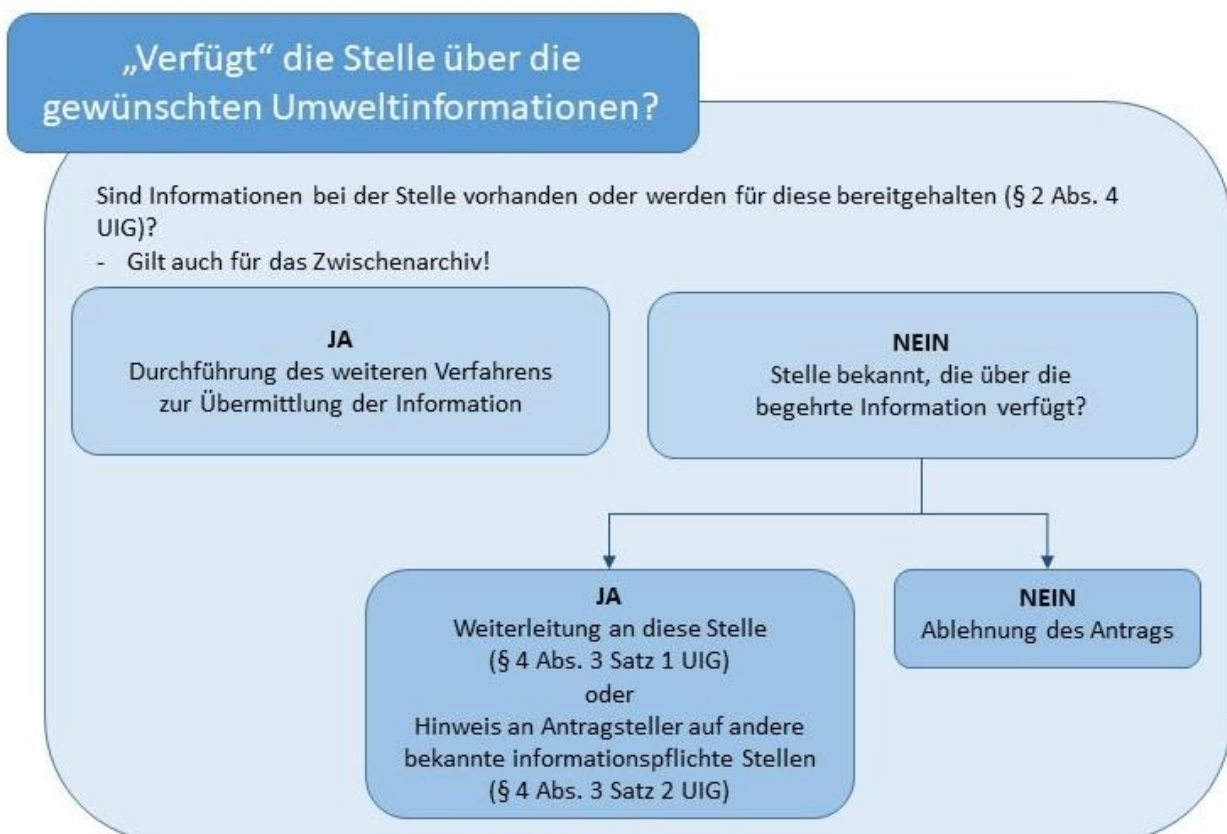 „Verfügt“ die Stelle über die
gewünschten Umweltinformationen?
Sind Informationen bei der Stelle vorhanden oder werden für diese bereitgehalten (§ 2 Abs. 4
UIG)?
- Gilt auch für das Zwischenarchiv!
JA
Durchführung des weiteren Verfahrens
zur Übermittlung der Information
NEIN
Stelle bekannt, die über die
begehrte Information verfügt?
JA
Weiterleitung an diese Stelle
(§ 4 Abs. 3 Satz 1 UIG)
oder
Hinweis an Antragsteller auf andere
bekannte informationspflichte Stellen
(§ 4 Abs. 3 Satz 2 UIG)
NEIN
Ablehnung des Antrags